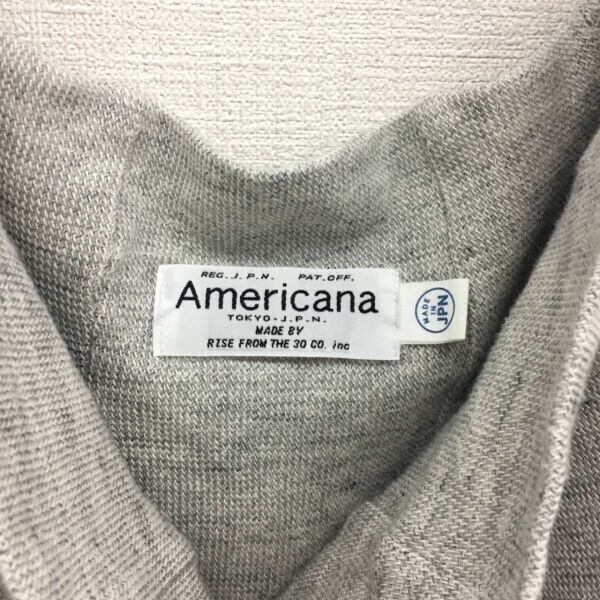 REG. J. P. N. PAT. OFF.
Americana
TOKYO-J.P.N.
MADE BY
RISE FROM THE 30 CO. inc
MADE
IN
JPN